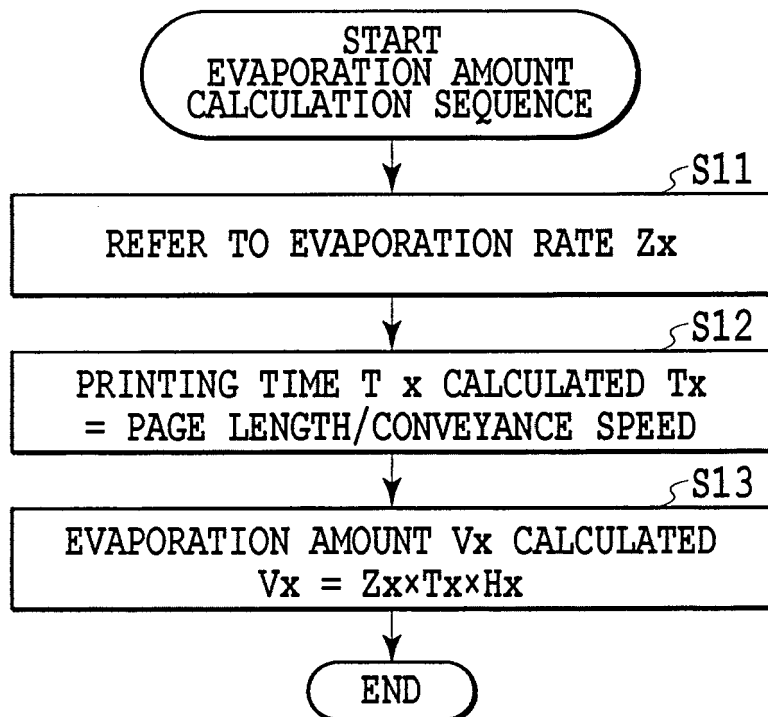 START
EVAPORATION AMOUNT
CALCULATION SEQUENCE
S11
REFER TO EVAPORATION RATE Zx
S12
PRINTING TIME T x CALCULATED Tx
= PAGE LENGTH/CONVEYANCE SPEED
S13
EVAPORATION AMOUNT Vx CALCULATED
Vx = Zx×Tx×Hx
END